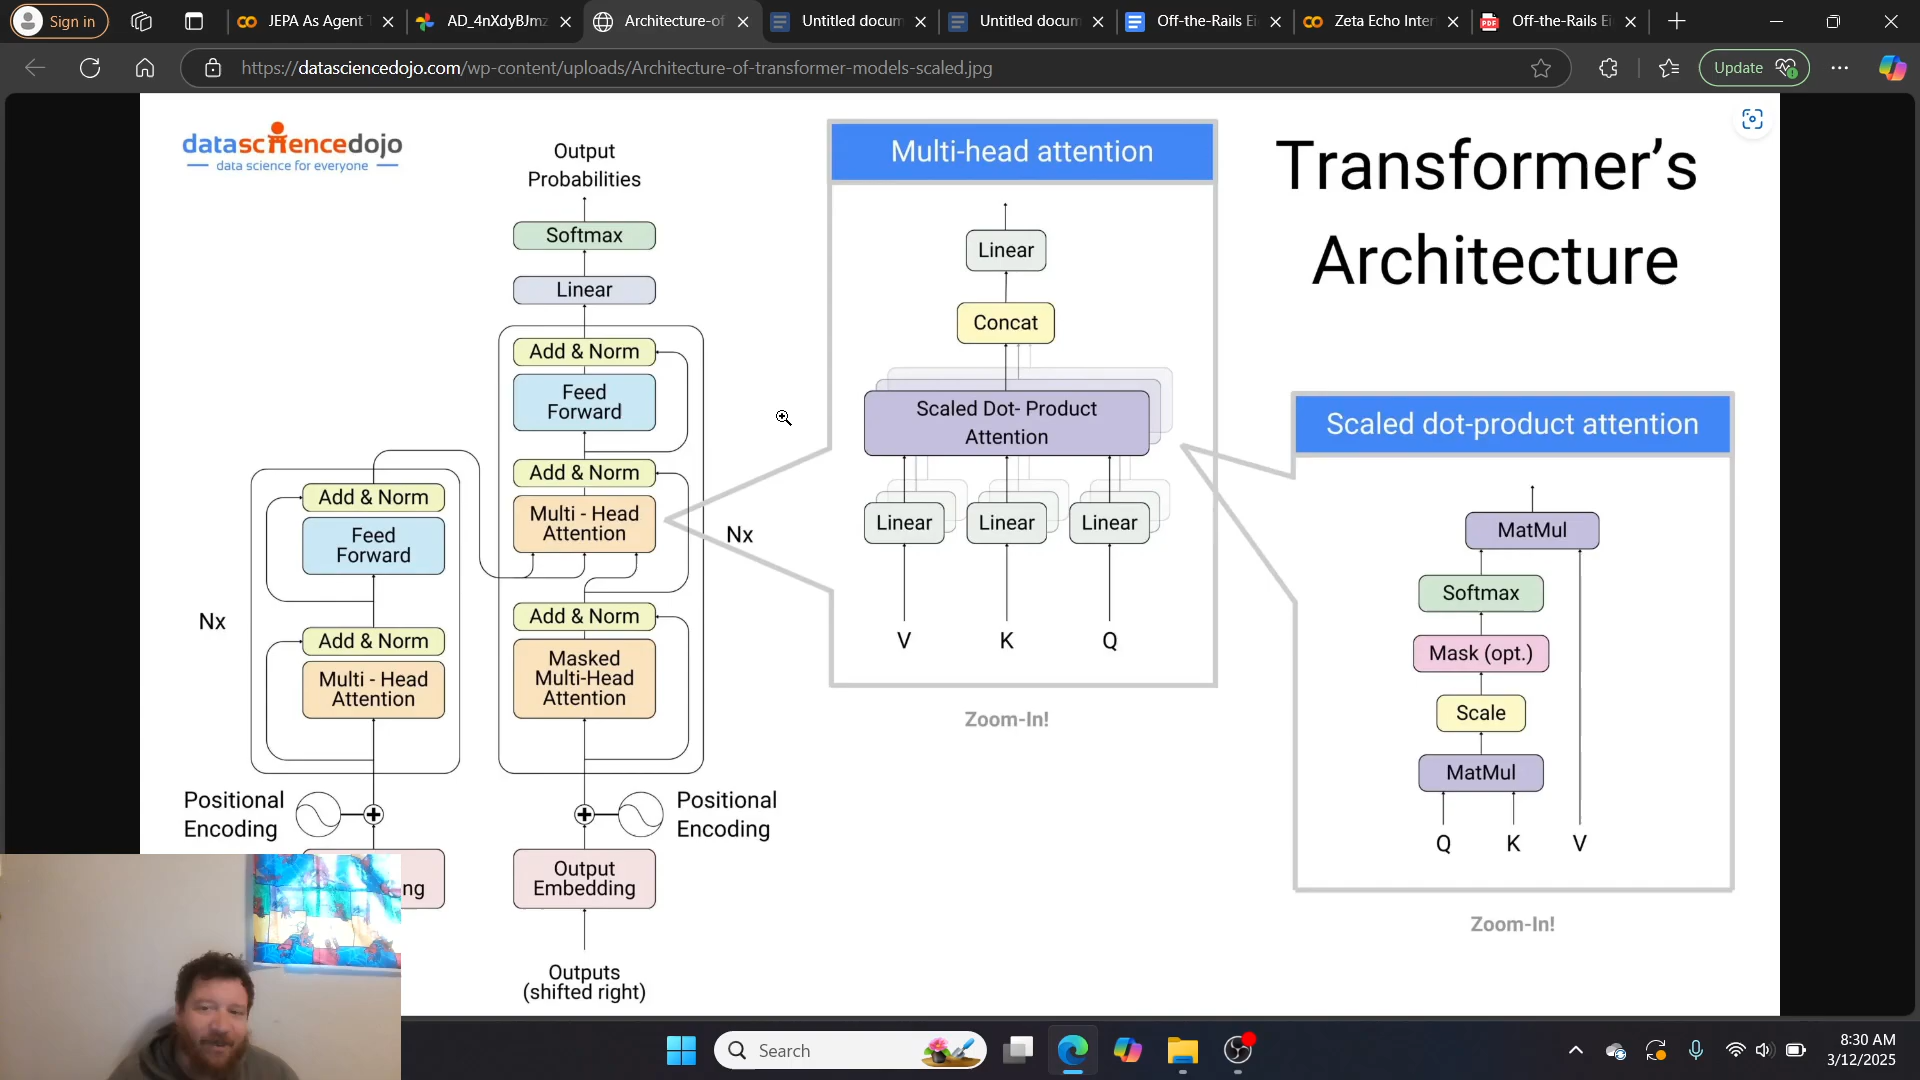 Sign in
JEPA As Agent T
AD_4nXdyBJmz
Architecture-of
Untitled docum
Untitled docum
Off-the-Rails Ei
Zeta Echo Inter
PDF
Off-the-Rails Ei
https://datasciencedojo.com/wp-content/uploads/Architecture-of-transformer-models-scaled.jpg
Update
datasciencedojo
data science for everyone
Output
Probabilities
Softmax
Linear
Add & Norm
Feed
Forward
Add & Norm
Multi - Head
Attention
Nx
Add & Norm
Masked
Multi-Head
Attention
Add & Norm
Feed
Forward
Nx
Add & Norm
Multi - Head
Attention
Positional
Encoding
Positional
Encoding
ng
Output
Embedding
Outputs
(shifted right)
Multi-head attention
Linear
Concat
Scaled Dot- Product
Attention
Linear
Linear
Linear
V
K
Q
Zoom-In!
Transformer's
Architecture
Scaled dot-product attention
MatMul
Softmax
Mask (opt.)
Scale
MatMul
Q
K
V
Zoom-In!
Search
8:30 AM
3/12/2025